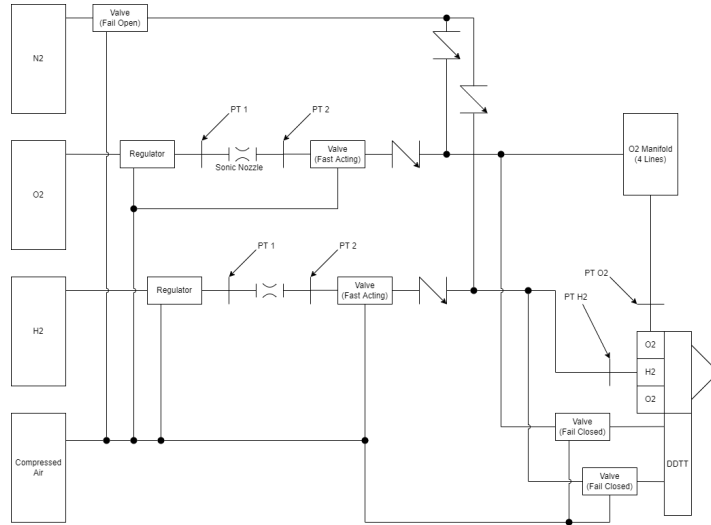 Valve
(Fail Open)
N2
PT 1
PT 2
O2
Regulator
Sonic Nozzle
Valve
(Fast Acting)
O2 Manifold
(4 Lines)
PT 1
PT 2
H2
Regulator
Valve
(Fast Acting)
PT O2
PT H2
O2
H2
O2
Compressed
Air
Valve
(Fail Closed)
DDTT
Valve
(Fail Closed)